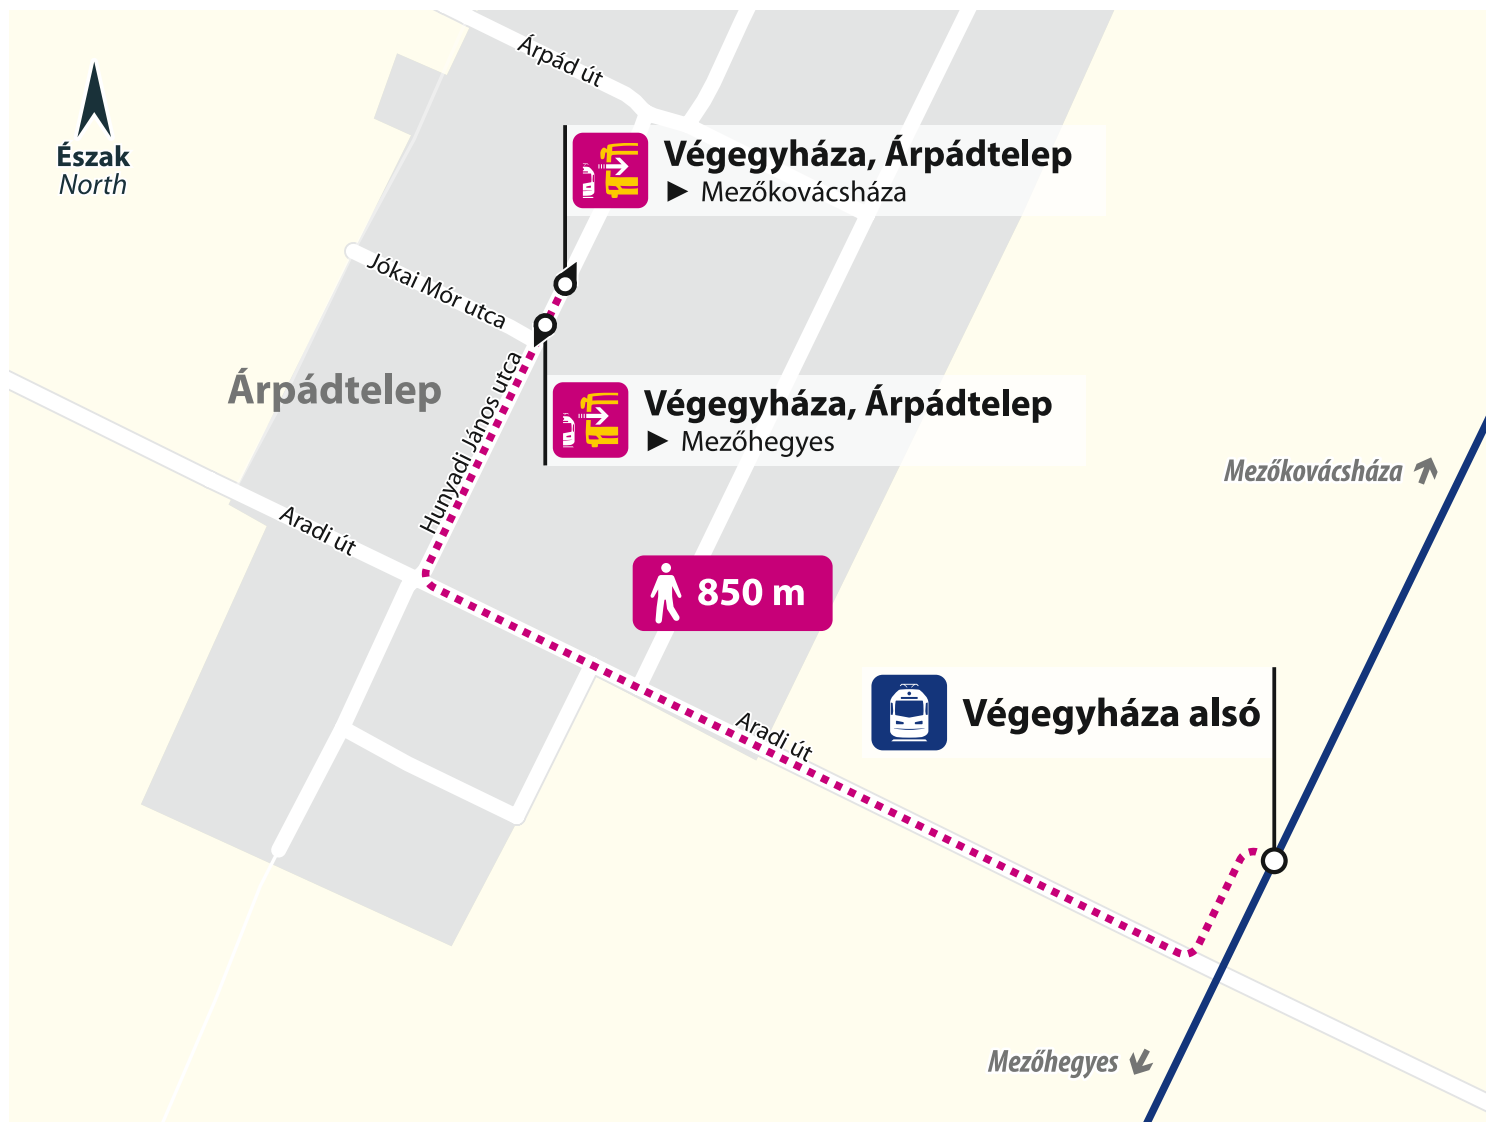 Árpád út
Észak
North
Végegyháza, Árpádtelep
► Mezőkovácsháza
Jókai Mór utca
Árpádtelep
Hunyadi János utca
Végegyháza, Árpádtelep
► Mezőhegyes
Mezőkovácsháza
Aradi út
850 m
Végegyháza alsó
Aradi út
Mezőhegyes